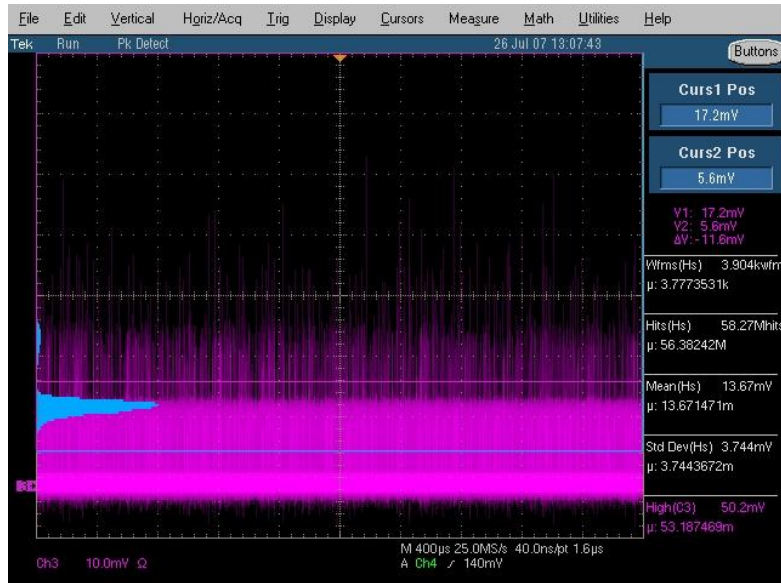 File Edit Vertical Horiz/Acq Trig Display Cursors Measure Math Utilities Help
Tek Run Pk Detect 26 Jul 07 13:07:43 Buttons
Curs1 Pos
17.2mV
Curs2 Pos
5.6mV
V1: 17.2mV
V2: 5.6mV
ΔV:-11.6mV
Wfms(Hs) 3.904kwfm
µ: 3.7773531k
Hits(Hs) 58.27Mhits
µ: 56.38242M
Mean(Hs) 13.67mV
µ: 13.671471m
Std Dev(Hs) 3.744mV
µ: 3.7443672m
3
High(C3) 50.2mV
µ: 53.187469m
Ch3 10.0mV Ω
M 400µs 25.0MS/s 40.0ns/pt 1.6µs
A Ch4 / 140mV